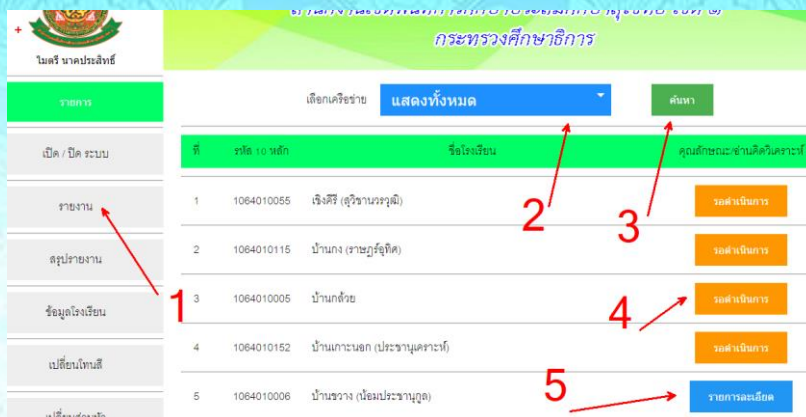 กระทรวงศึกษาธิการ
ไมตรี นาคประสิทธิ์
รายการ
เลือกเครือข่าย แสดงทั้งหมด ค้นหา
เปิด / ปิด ระบบ
ที่ รหัส 10 หลัก ชื่อโรงเรียน คุณลักษณะ/อ่านคิดวิเคราะห์
รายงาน
1 1064010055 เชิงคีรี (สุวิชานวรวุฒิ) รอดำเนินการ
2
3
สรุปรายงาน
2 1064010115 บ้านกง (ราษฎร์อุทิศ) รอดำเนินการ
1
ข้อมูลโรงเรียน
3 1064010005 บ้านกล้วย รอดำเนินการ
4
เปลี่ยนโทนสี
4 1064010152 บ้านเกาะนอก (ประชานุเคราะห์) รอดำเนินการ
5
5 1064010006 บ้านขวาง (น้อมประชานุกูล) รายการละเอียด